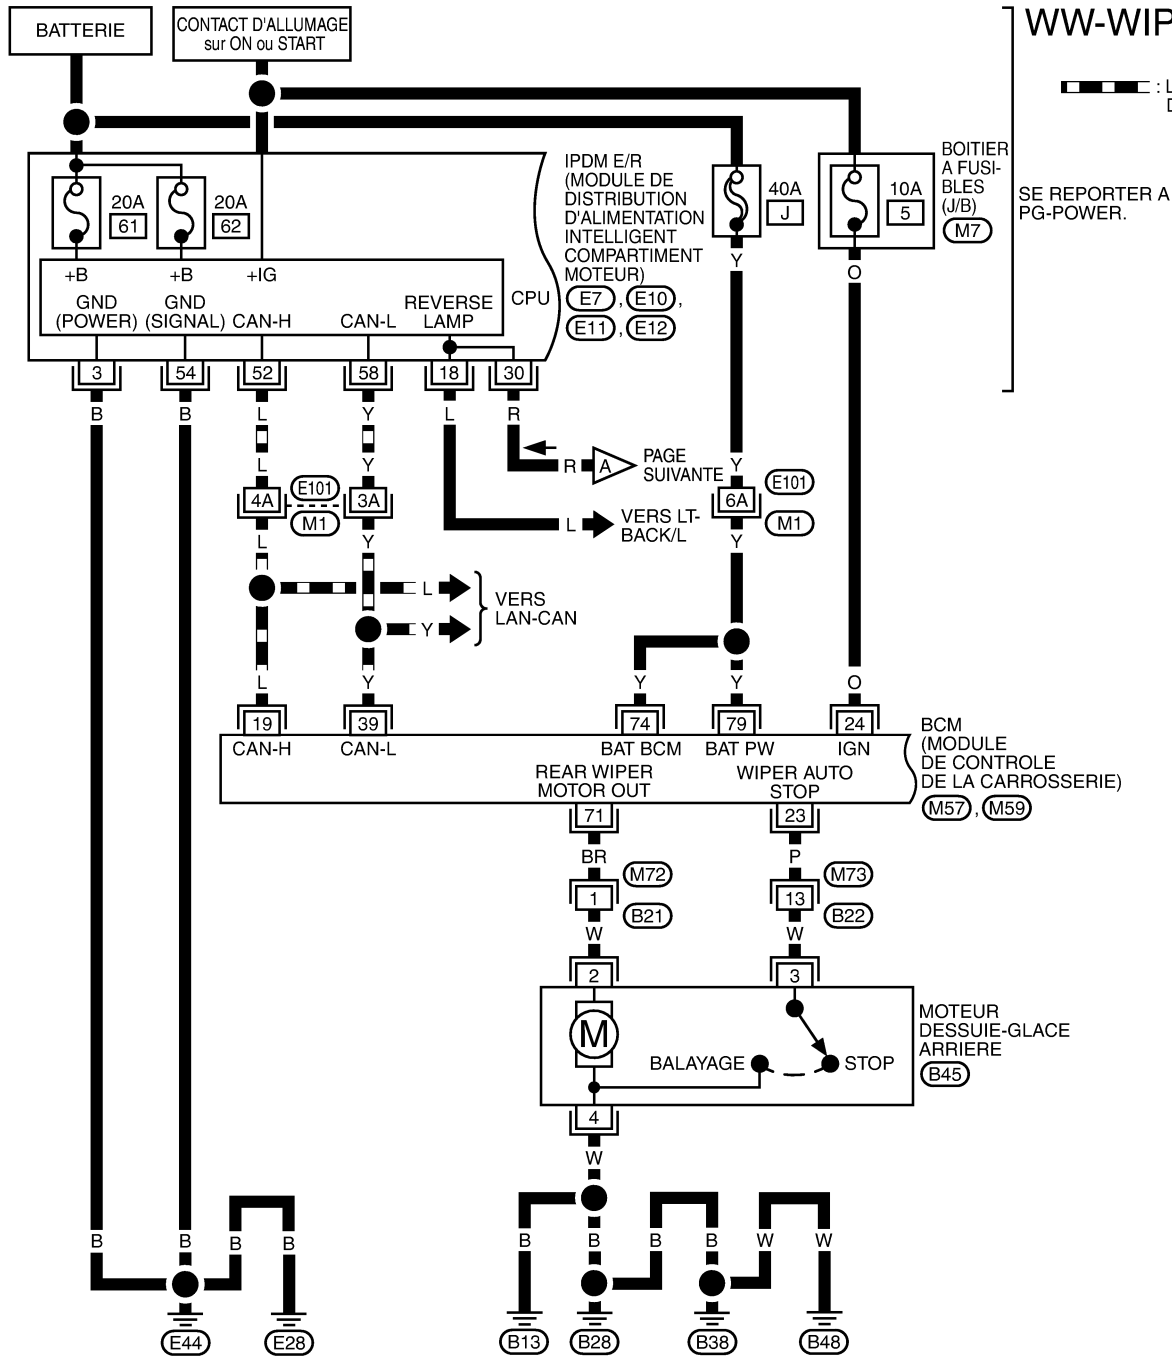 BATTERIE
CONTACT D'ALLUMAGE
sur ON ou START
WW-WIP
: L
D
IPDM E/R
(MODULE DE
DISTRIBUTION
D'ALIMENTATION
INTELLIGENT
COMPARTIMENT
MOTEUR)
E7 , E10 ,
E11 , E12
20A
61
20A
62
40A
J
10A
5
BOITIER
A FUSI-
BLES
(J/B)
M7
SE REPORTER A
PG-POWER.
+B
+B
+IG
GND
(POWER)
GND
(SIGNAL)
CAN-H
CAN-L
REVERSE
LAMP
CPU
Y
O
3
54
52
58
18
30
B
B
L
Y
L
R
L
Y
R
A
PAGE
SUIVANTE
Y
4A
E101
M1
3A
6A
E101
M1
L
VERS LT-
BACK/L
L
Y
Y
L
Y
VERS
LAN-CAN
L
Y
Y
Y
O
19
39
74
79
24
CAN-H
CAN-L
BAT BCM
BAT PW
IGN
REAR WIPER
MOTOR OUT
WIPER AUTO
STOP
BCM
(MODULE
DE CONTROLE
DE LA CARROSSERIE)
M57 , M59
71
23
BR
P
M72
M73
1
13
B21
B22
W
W
2
3
M
BALAYAGE
STOP
MOTEUR
DESSUIE-GLACE
ARRIERE
B45
4
W
B
B
B
B
B
B
B
B
W
W
E44
E28
B13
B28
B38
B48